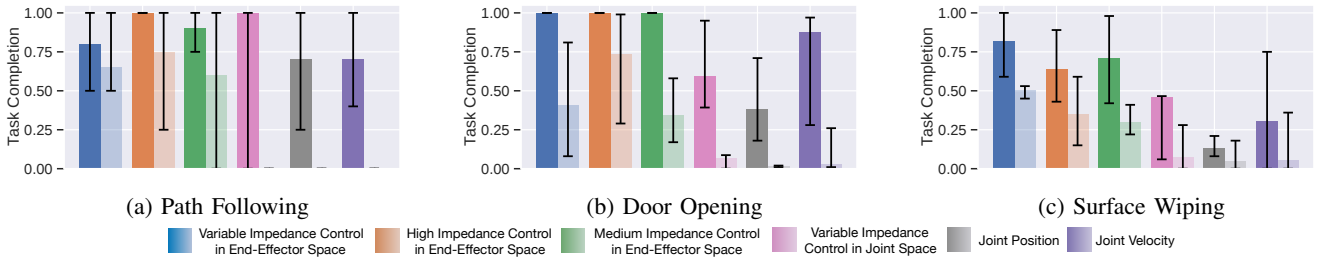 Task Completion
1.00
0.75
0.50
0.25
0.00
(a) Path Following
Task Completion
1.00
0.75
0.50
0.25
0.00
(b) Door Opening
Task Completion
1.00
0.75
0.50
0.25
0.00
(c) Surface Wiping
Variable Impedance Control
in End-Effector Space
High Impedance Control
in End-Effector Space
Medium Impedance Control
in End-Effector Space
Variable Impedance
Control in Joint Space
Joint Position
Joint Velocity